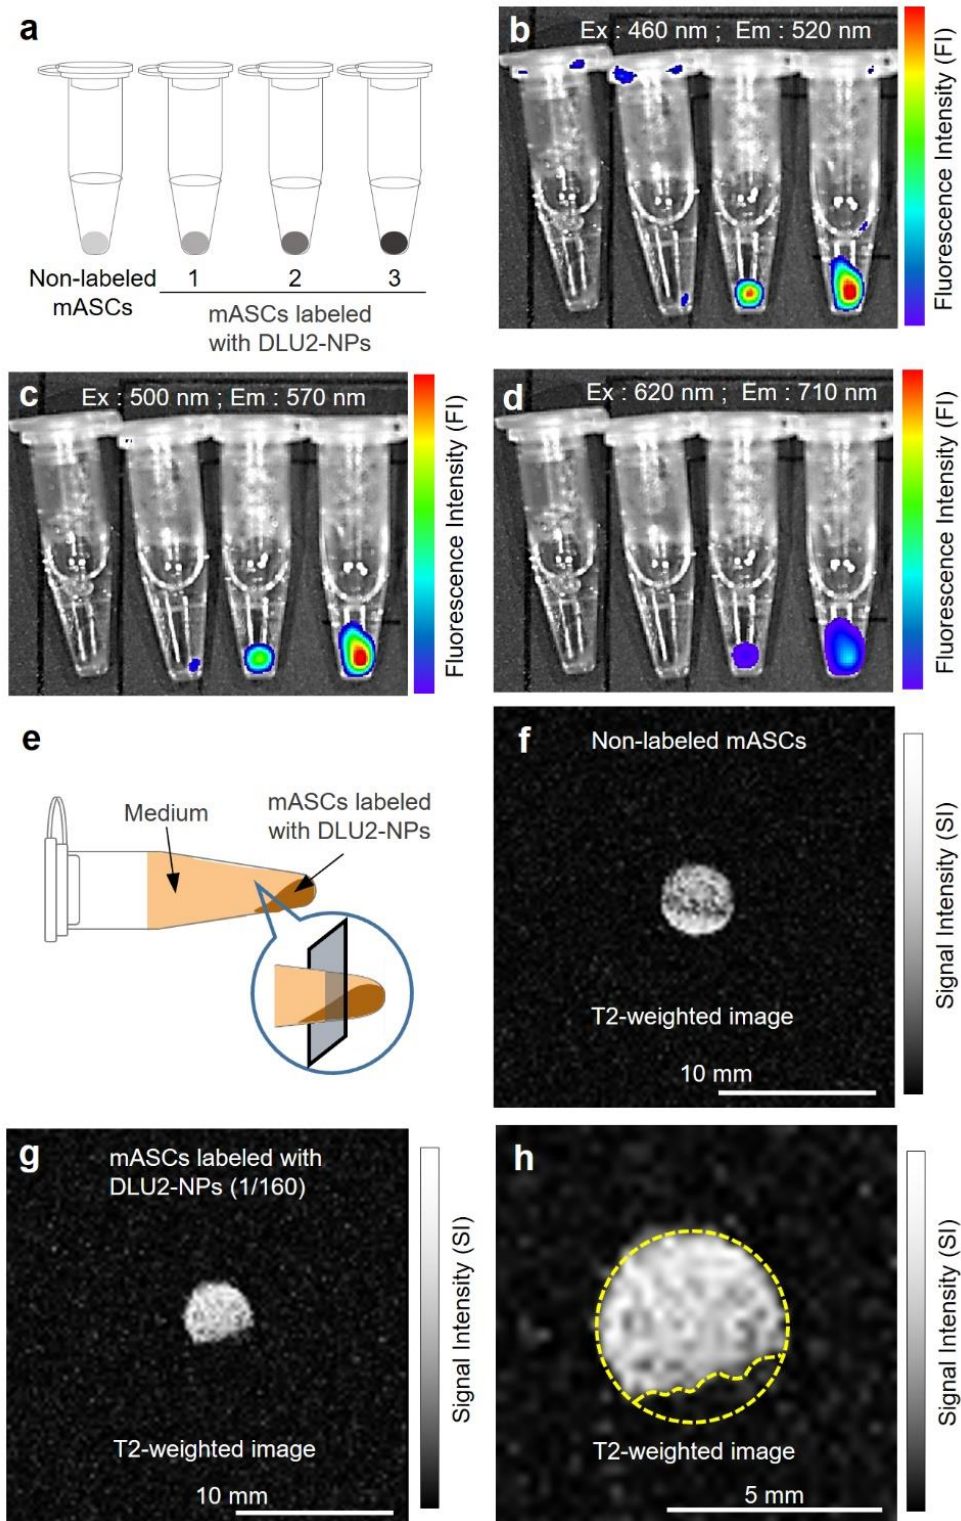 a
Non-labeled
mASCs
1
2
3
mASCs labeled
with DLU2-NPs
b
Ex : 460 nm ; Em : 520 nm
Fluorescence Intensity (FI)
c
Ex : 500 nm ; Em : 570 nm
Fluorescence Intensity (FI)
d
Ex : 620 nm ; Em : 710 nm
Fluorescence Intensity (FI)
e
Medium
mASCs labeled
with DLU2-NPs
f
Non-labeled mASCs
T2-weighted image
10 mm
Signal Intensity (SI)
g
mASCs labeled with
DLU2-NPs (1/160)
T2-weighted image
10 mm
Signal Intensity (SI)
h
T2-weighted image
5 mm
Signal Intensity (SI)